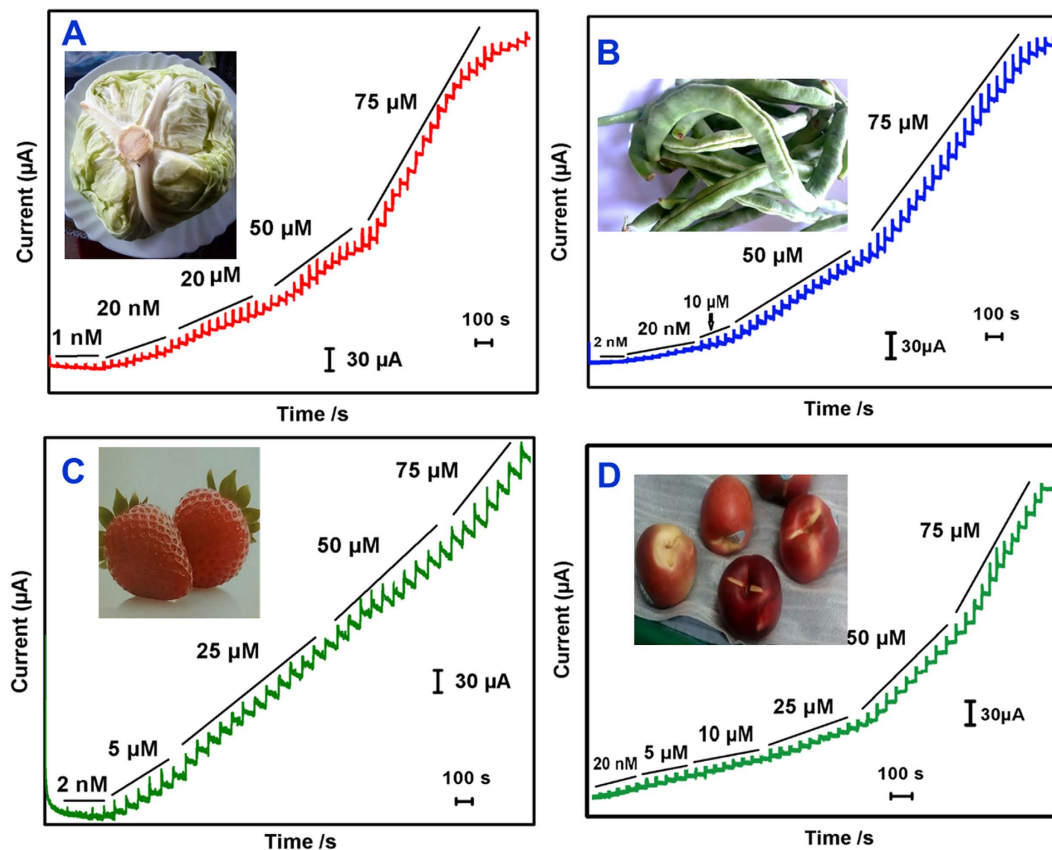 A
Current (µA)
1 nM
20 nM
20 µM
50 µM
75 µM
100 s
30 µA
Time /s
B
Current (µA)
2 nM
20 nM
10 µM
50 µM
75 µM
100 s
30µA
Time /s
C
Current (µA)
2 nM
5 µM
25 µM
50 µM
75 µM
30 µA
100 s
Time /s
D
Current (µA)
20 nM
5 µM
10 µM
25 µM
50 µM
75 µM
30µA
100 s
Time /s